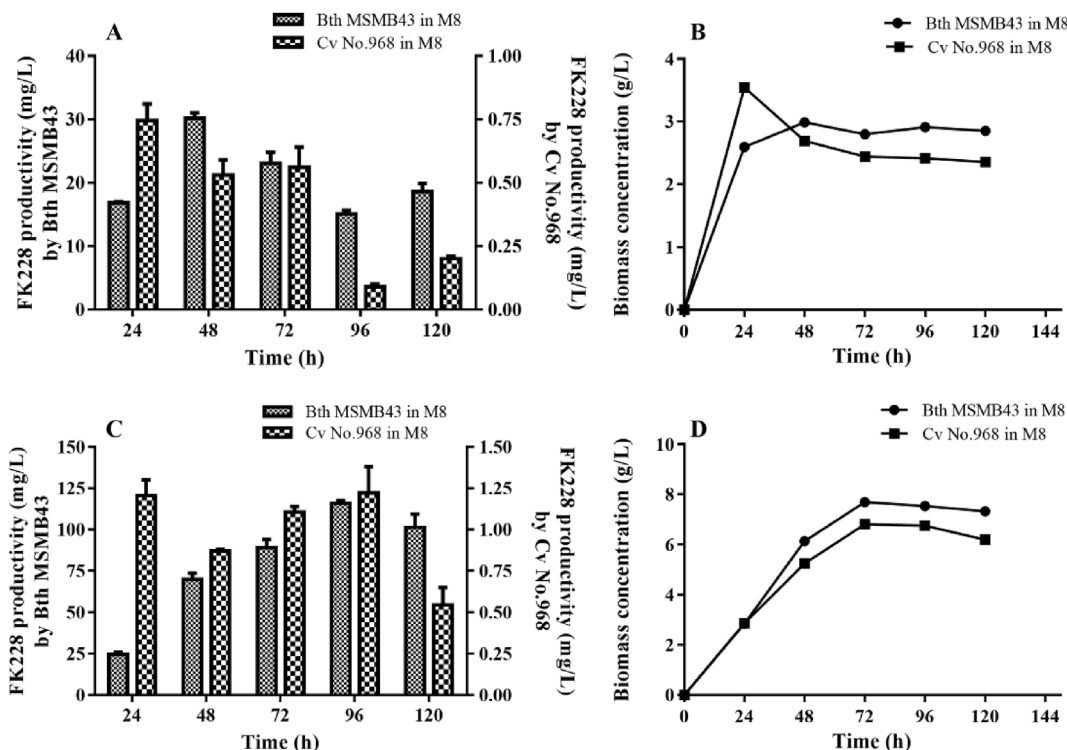 A
Bth MSMB43 in M8
Cv No.968 in M8
FK228 productivity (mg/L)
by Bth MSMB43
40
30
20
10
0
1.00
0.75
0.50
0.25
0.00
FK228 productivity (mg/L)
by Cv No.968
24 48 72 96 120
Time (h)
B
Bth MSMB43 in M8
Cv No.968 in M8
Biomass concentration (g/L)
4
3
2
1
0
0 24 48 72 96 120 144
Time (h)
C
Bth MSMB43 in M8
Cv No.968 in M8
FK228 productivity (mg/L)
by Bth MSMB43
150
125
100
75
50
25
0
1.50
1.25
1.00
0.75
0.50
0.25
0.00
FK228 productivity (mg/L)
by Cv No.968
24 48 72 96 120
Time (h)
D
Bth MSMB43 in M8
Cv No.968 in M8
Biomass concentration (g/L)
10
8
6
4
2
0
0 24 48 72 96 120 144
Time (h)